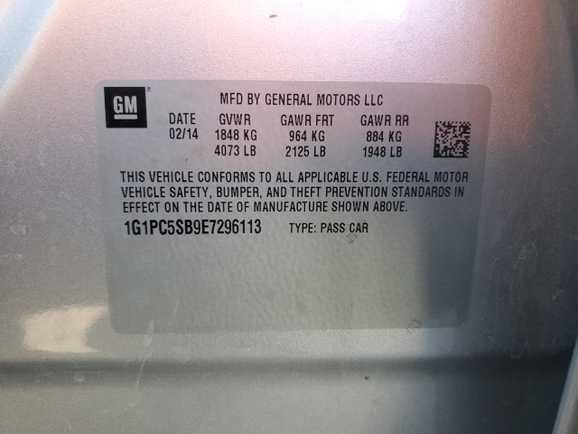 GM
MFD BY GENERAL MOTORS LLC
DATE GVWR GAWR FRT GAWR RR
02/14 1848 KG 964 KG 884 KG
4073 LB 2125 LB 1948 LB
THIS VEHICLE CONFORMS TO ALL APPLICABLE U.S. FEDERAL MOTOR
VEHICLE SAFETY, BUMPER, AND THEFT PREVENTION STANDARDS IN
EFFECT ON THE DATE OF MANUFACTURE SHOWN ABOVE.
1G1PC5SB9E7296113 TYPE: PASS CAR